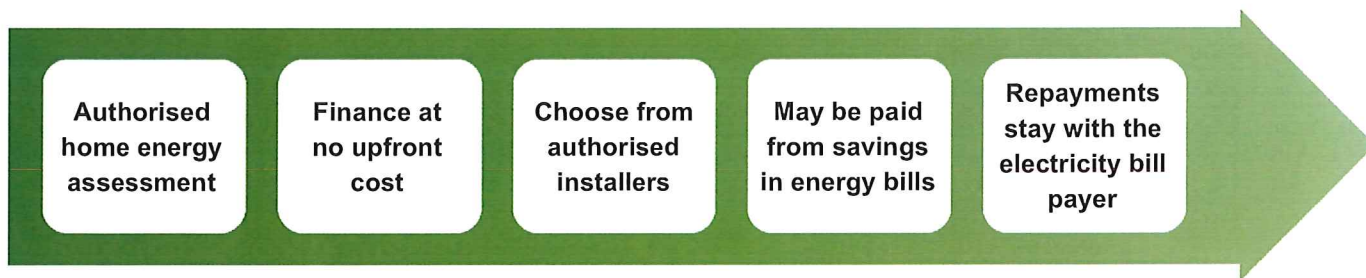 Authorised
home energy
assessment
Finance at
no upfront
cost
Choose from
authorised
installers
May be paid
from savings
in energy bills
Repayments
stay with the
electricity bill
payer